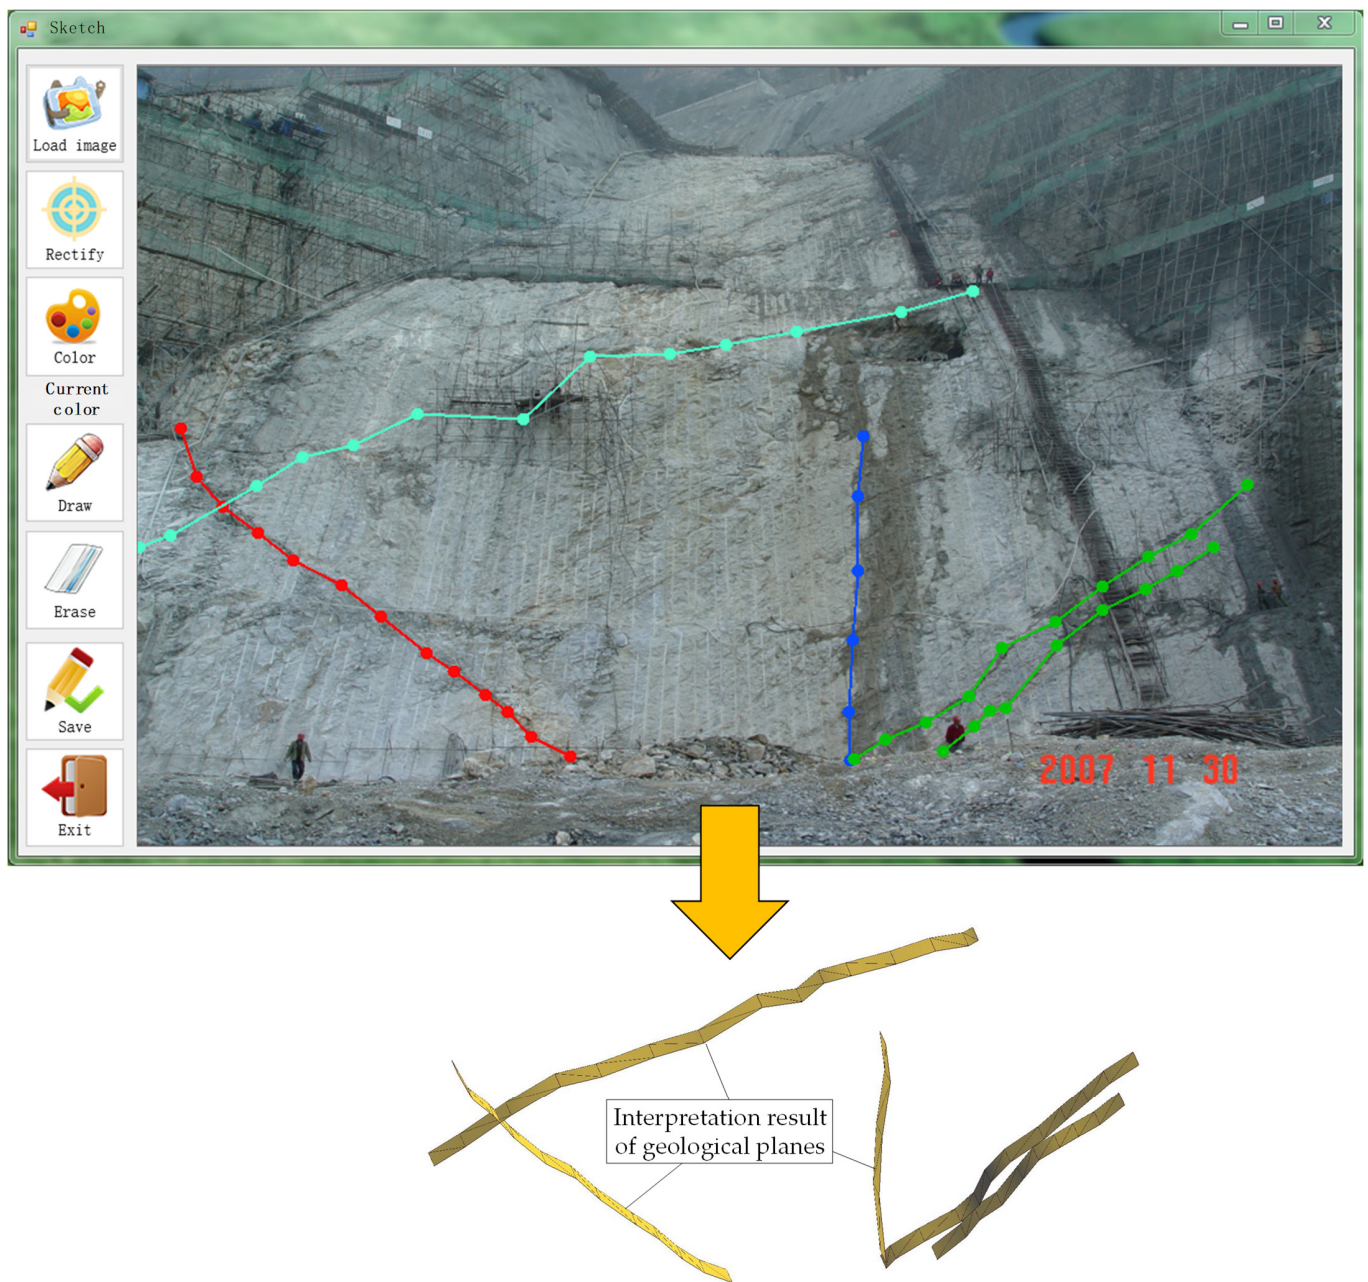 Sketch
Load image
Rectify
Color
Current
color
Draw
Erase
Save
Exit
2007 11 30
Interpretation result
of geological planes